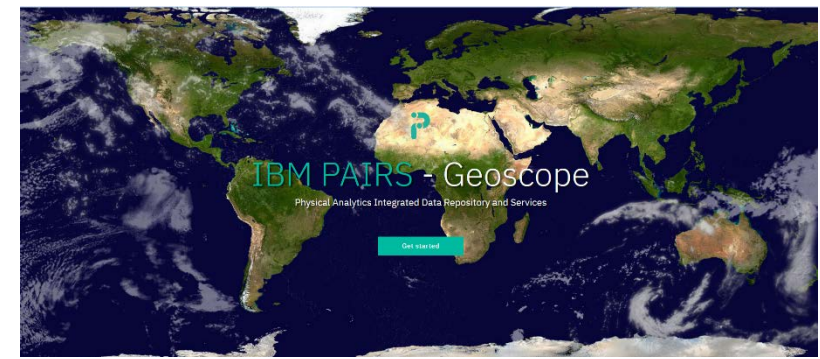 IBM PAIRS - Geoscope
Physical Analytics Integrated Data Repository and Services
Get started